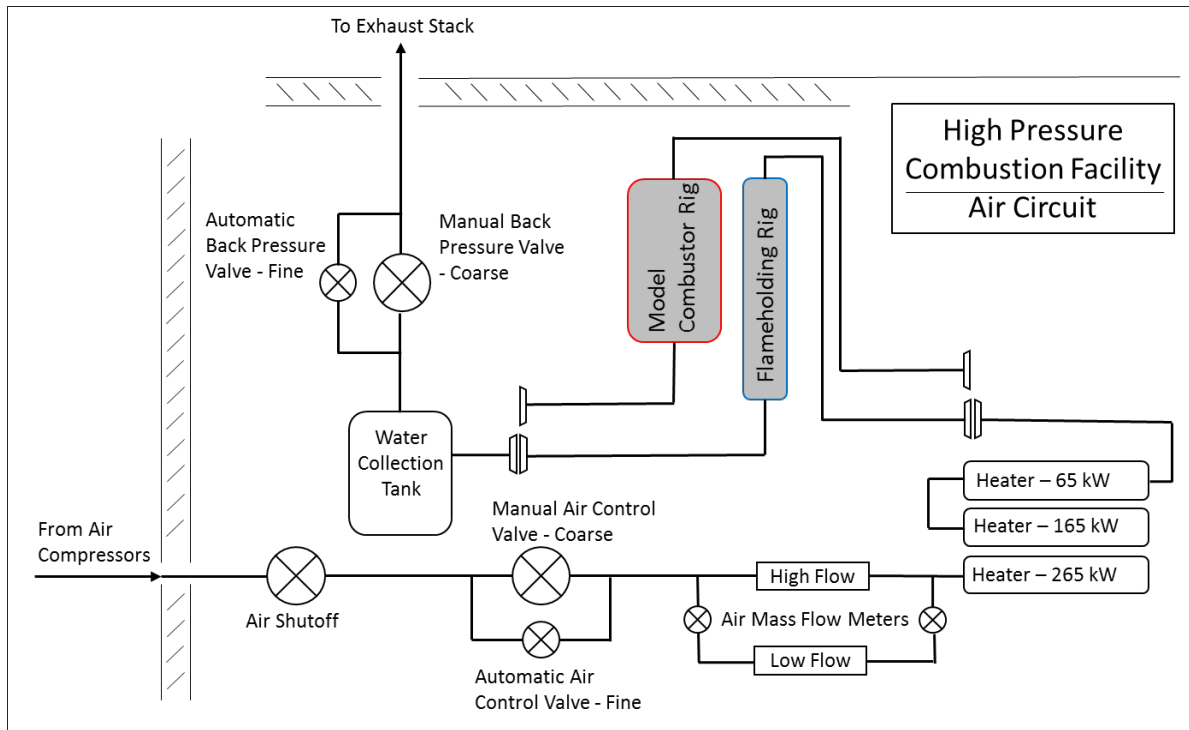 To Exhaust Stack
High Pressure
Combustion Facility
Air Circuit
Automatic
Back Pressure
Valve - Fine
Manual Back
Pressure Valve
- Coarse
Model
Combustor Rig
Flameholding Rig
Water
Collection
Tank
Heater – 65 kW
Heater – 165 kW
Heater – 265 kW
From Air
Compressors
Air Shutoff
Manual Air Control
Valve - Coarse
Automatic Air
Control Valve - Fine
High Flow
Air Mass Flow Meters
Low Flow